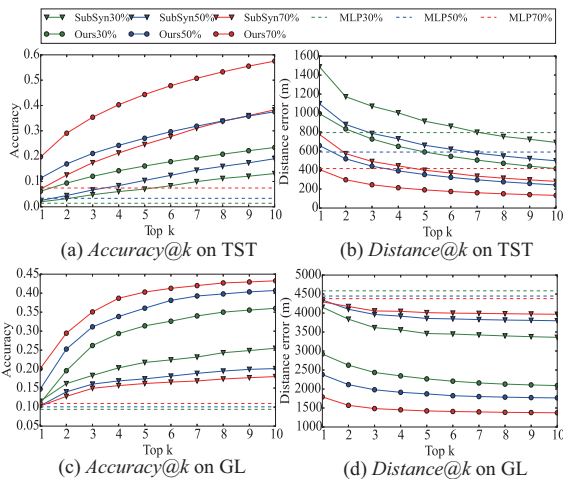 SubSyn30% SubSyn50% SubSyn70% MLP30% MLP50% MLP70%
Ours30% Ours50% Ours70%
0.6
0.5
0.4
0.3
0.2
0.1
0.0
Accuracy
1 2 3 4 5 6 7 8 9 10
Top k
(a) Accuracy@k on TST
1600
1400
1200
1000
800
600
400
200
0
Distance error (m)
1 2 3 4 5 6 7 8 9 10
Top k
(b) Distance@k on TST
0.45
0.40
0.35
0.30
0.25
0.20
0.15
0.10
0.05
Accuracy
1 2 3 4 5 6 7 8 9 10
Top k
(c) Accuracy@k on GL
5000
4500
4000
3500
3000
2500
2000
1500
1000
Distance error (m)
1 2 3 4 5 6 7 8 9 10
Top k
(d) Distance@k on GL